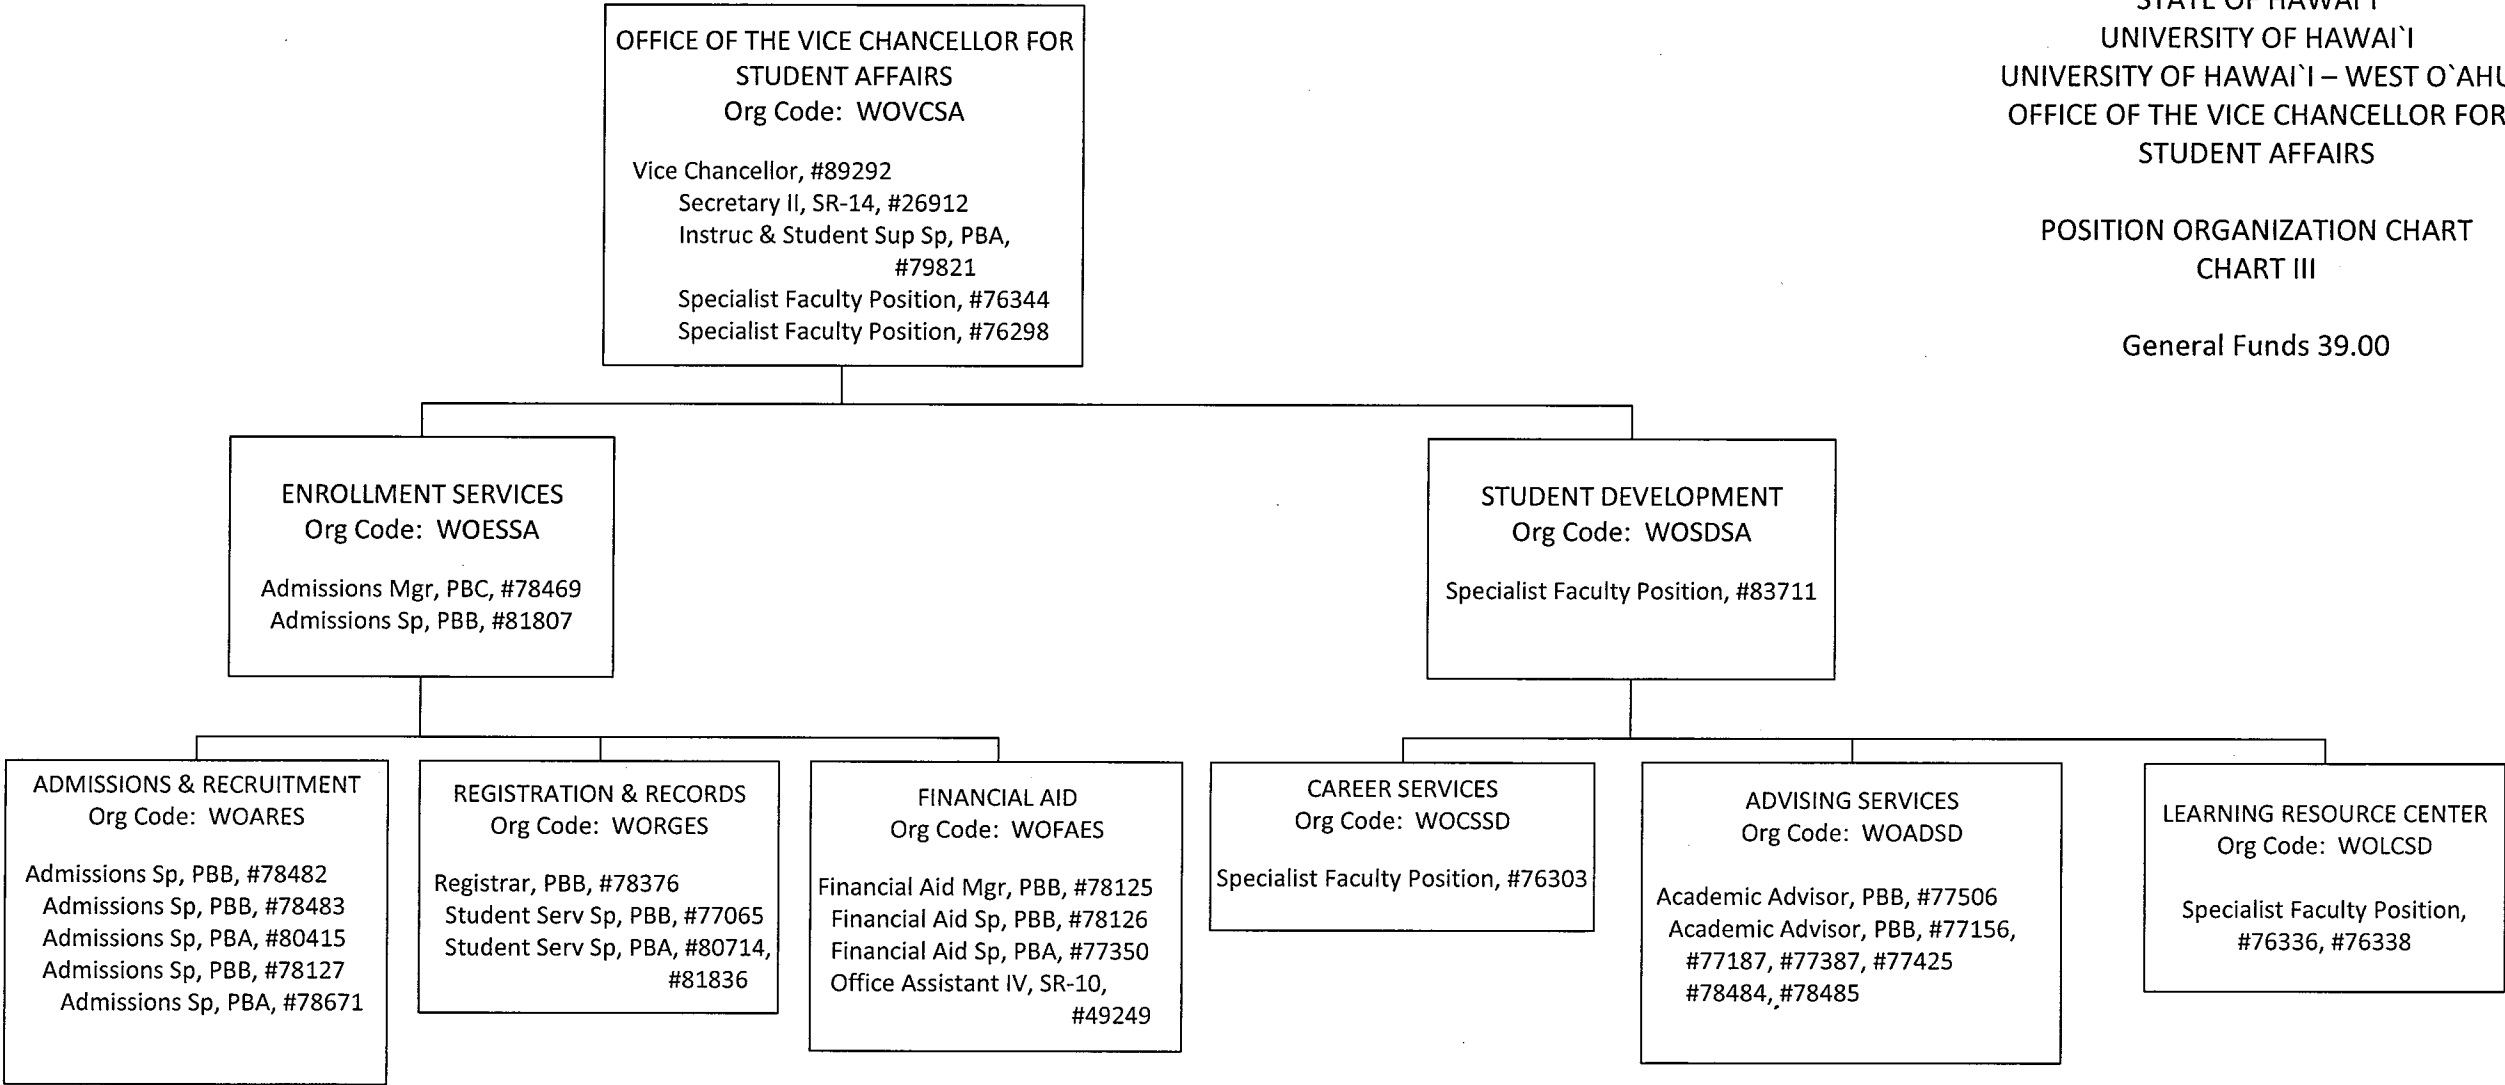 STATE OF HAWAI`I
UNIVERSITY OF HAWAI`I
UNIVERSITY OF HAWAI`I – WEST O`AHU
OFFICE OF THE VICE CHANCELLOR FOR
STUDENT AFFAIRS
POSITION ORGANIZATION CHART
CHART III
General Funds 39.00
OFFICE OF THE VICE CHANCELLOR FOR
STUDENT AFFAIRS
Org Code: WOVCSA
Vice Chancellor, #89292
Secretary II, SR-14, #26912
Instruc & Student Sup Sp, PBA,
#79821
Specialist Faculty Position, #76344
Specialist Faculty Position, #76298
ENROLLMENT SERVICES
Org Code: WOESSA
Admissions Mgr, PBC, #78469
Admissions Sp, PBB, #81807
STUDENT DEVELOPMENT
Org Code: WOSDSA
Specialist Faculty Position, #83711
ADMISSIONS & RECRUITMENT
Org Code: WOARES
Admissions Sp, PBB, #78482
Admissions Sp, PBB, #78483
Admissions Sp, PBA, #80415
Admissions Sp, PBB, #78127
Admissions Sp, PBA, #78671
REGISTRATION & RECORDS
Org Code: WORGES
Registrar, PBB, #78376
Student Serv Sp, PBB, #77065
Student Serv Sp, PBA, #80714,
#81836
FINANCIAL AID
Org Code: WOFAES
Financial Aid Mgr, PBB, #78125
Financial Aid Sp, PBB, #78126
Financial Aid Sp, PBA, #77350
Office Assistant IV, SR-10,
#49249
CAREER SERVICES
Org Code: WOCSSD
Specialist Faculty Position, #76303
ADVISING SERVICES
Org Code: WOADSD
Academic Advisor, PBB, #77506
Academic Advisor, PBB, #77156,
#77187, #77387, #77425
#78484, #78485
LEARNING RESOURCE CENTER
Org Code: WOLCSD
Specialist Faculty Position,
#76336, #76338